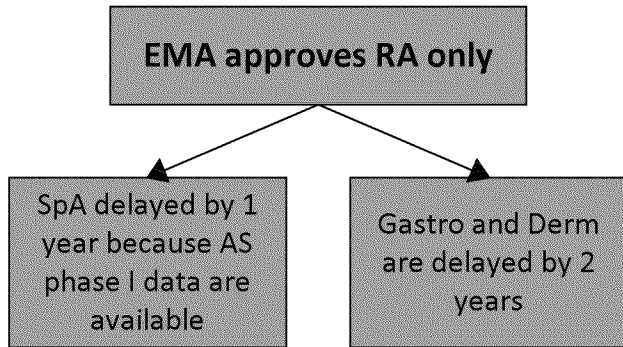 EMA approves RA only
SpA delayed by 1
year because AS
phase I data are
available
Gastro and Derm
are delayed by 2
years